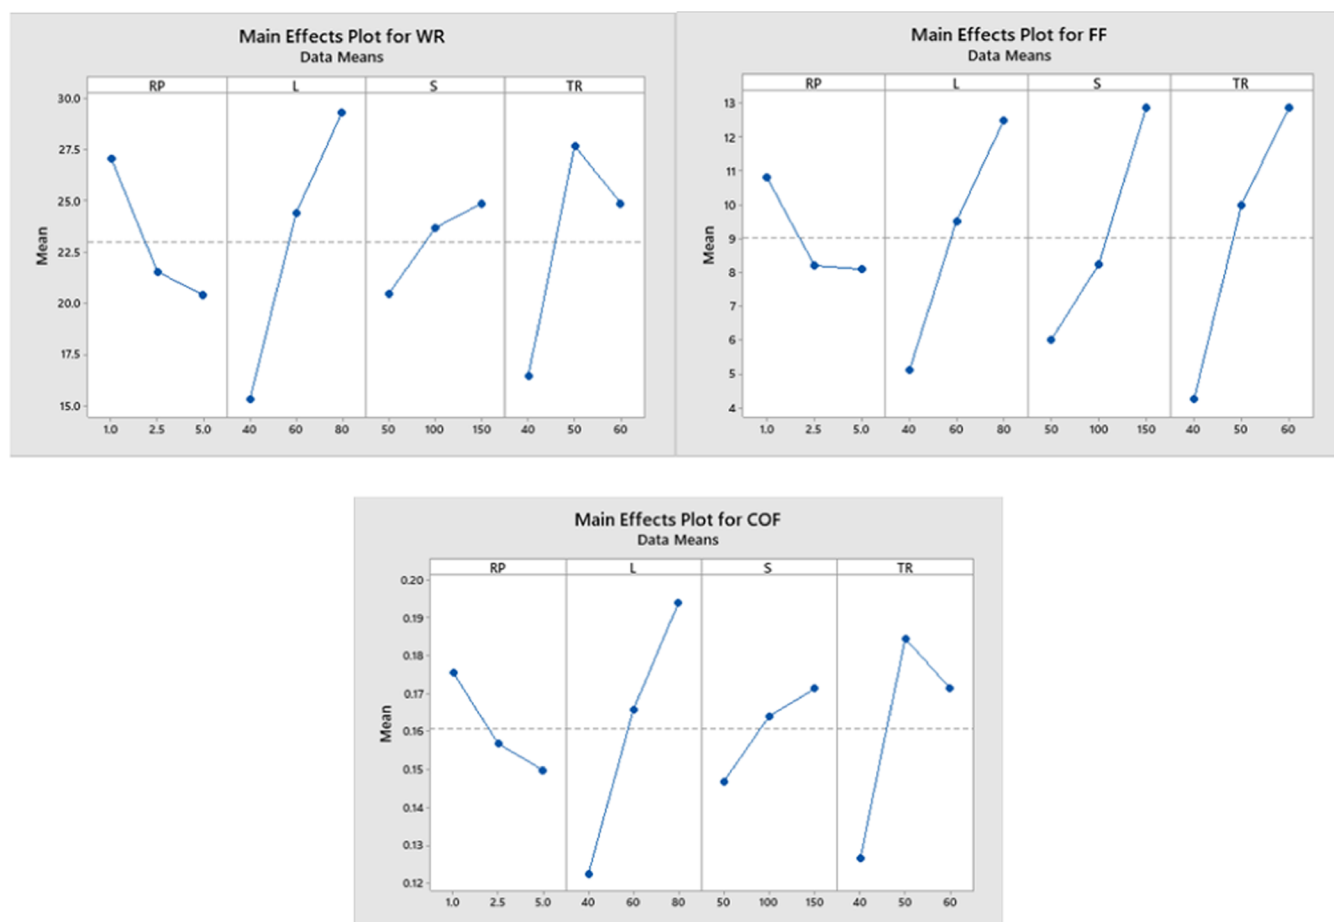 Main Effects Plot for WR
Data Means
RP L S TR
30.0
27.5
25.0
22.5
20.0
17.5
15.0
Mean
1.0 2.5 5.0 40 60 80 50 100 150 40 50 60
Main Effects Plot for FF
Data Means
RP L S TR
13
12
11
10
9
8
7
6
5
4
Mean
1.0 2.5 5.0 40 60 80 50 100 150 40 50 60
Main Effects Plot for COF
Data Means
RP L S TR
0.20
0.19
0.18
0.17
0.16
0.15
0.14
0.13
0.12
Mean
1.0 2.5 5.0 40 60 80 50 100 150 40 50 60